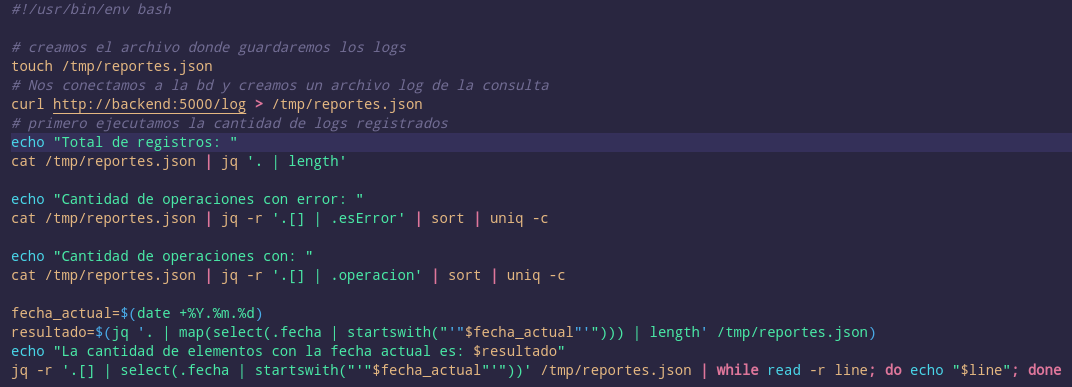 #!/usr/bin/env bash
# creamos el archivo donde guardaremos los logs
touch /tmp/reportes.json
# Nos conectamos a la bd y creamos un archivo log de la consulta
curl http://backend:5000/log > /tmp/reportes.json
# primero ejecutamos la cantidad de logs registrados
echo "Total de registros: "
cat /tmp/reportes.json | jq '. | length'
echo "Cantidad de operaciones con error: "
cat /tmp/reportes.json | jq -r '.[] | .esError' | sort | uniq -c
echo "Cantidad de operaciones con: "
cat /tmp/reportes.json | jq -r '.[] | .operacion' | sort | uniq -c
fecha_actual=$(date +%Y.%m.%d)
resultado=$(jq '. | map(select(.fecha | startswith("'"$fecha_actual"'"))) | length' /tmp/reportes.json)
echo "La cantidad de elementos con la fecha actual es: $resultado"
jq -r '.[] | select(.fecha | startswith("'"$fecha_actual"'"))' /tmp/reportes.json | while read -r line; do echo "$line"; done